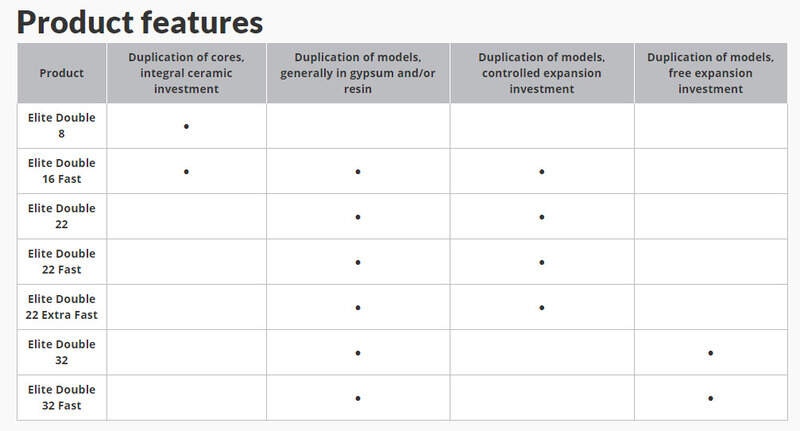 Product features
Product
Duplication of cores,
integral ceramic
investment
Duplication of models,
generally in gypsum and/or
resin
Duplication of models,
controlled expansion
investment
Duplication of models,
free expansion
investment
Elite Double
8
•
Elite Double
16 Fast
• • •
Elite Double
22
• •
Elite Double
22 Fast
• •
Elite Double
22 Extra Fast
• •
Elite Double
32
• •
Elite Double
32 Fast
• •